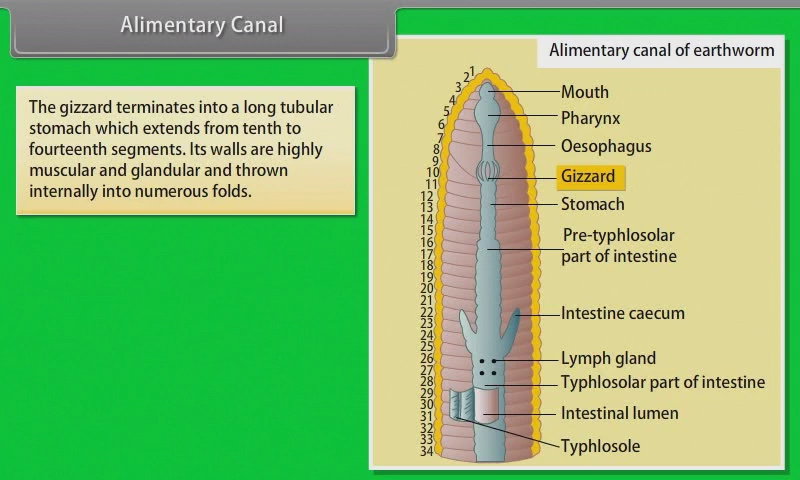 Alimentary Canal
The gizzard terminates into a long tubular
stomach which extends from tenth to
fourteenth segments. Its walls are highly
muscular and glandular and thrown
internally into numerous folds.
Alimentary canal of earthworm
1
2
3
4
5
6
7
8
9
10
11
12
13
14
15
16
17
18
19
20
21
22
23
24
25
26
27
28
29
30
31
32
33
34
Mouth
Pharynx
Oesophagus
Gizzard
Stomach
Pre-typhlosolar
part of intestine
Intestine caecum
Lymph gland
Typhlosolar part of intestine
Intestinal lumen
Typhlosole